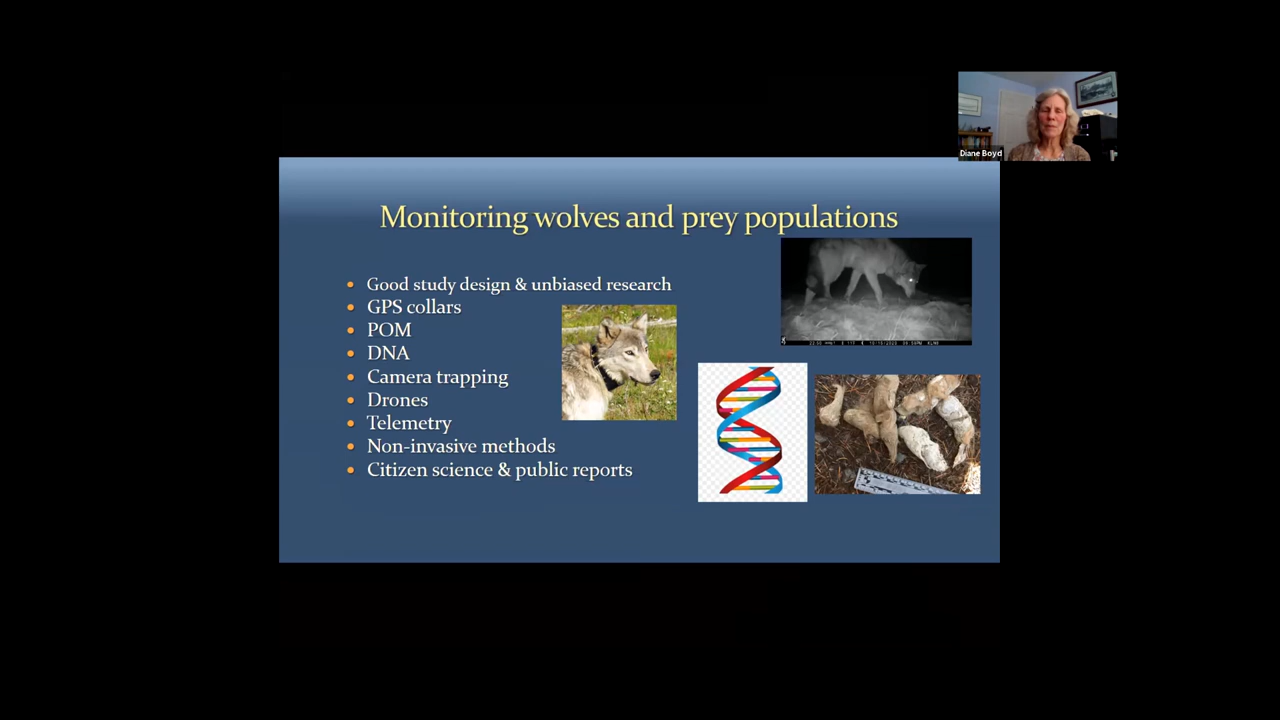 Diane Boyd
Monitoring wolves and prey populations
Good study design & unbiased research
GPS collars
POM
DNA
Camera trapping
Drones
Telemetry
Non-invasive methods
Citizen science & public reports